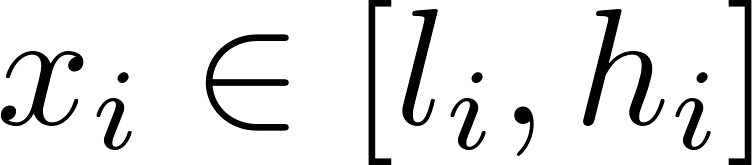 x_i ∈ [l_i, h_i]